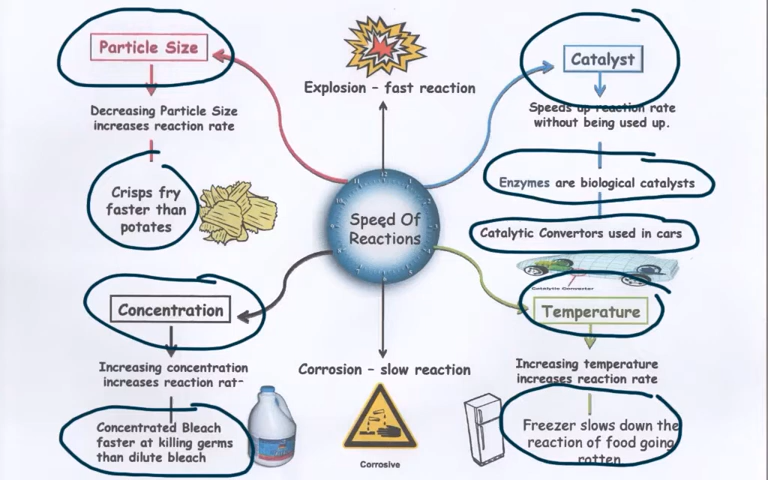 Particle Size
Decreasing Particle Size
increases reaction rate
Crisps fry
faster than
potatoes
Explosion - fast reaction
Catalyst
Speeds up reaction rate
without being used up.
Enzymes are biological catalysts
Catalytic Convertors used in cars
Catalytic Converter
Speed Of
Reactions
Concentration
Increasing concentration
increases reaction rat
Concentrated Bleach
faster at killing germs
than dilute bleach
Corrosion - slow reaction
Corrosive
Temperature
Increasing temperature
increases reaction rate
Freezer slows down the
reaction of food going
rotten